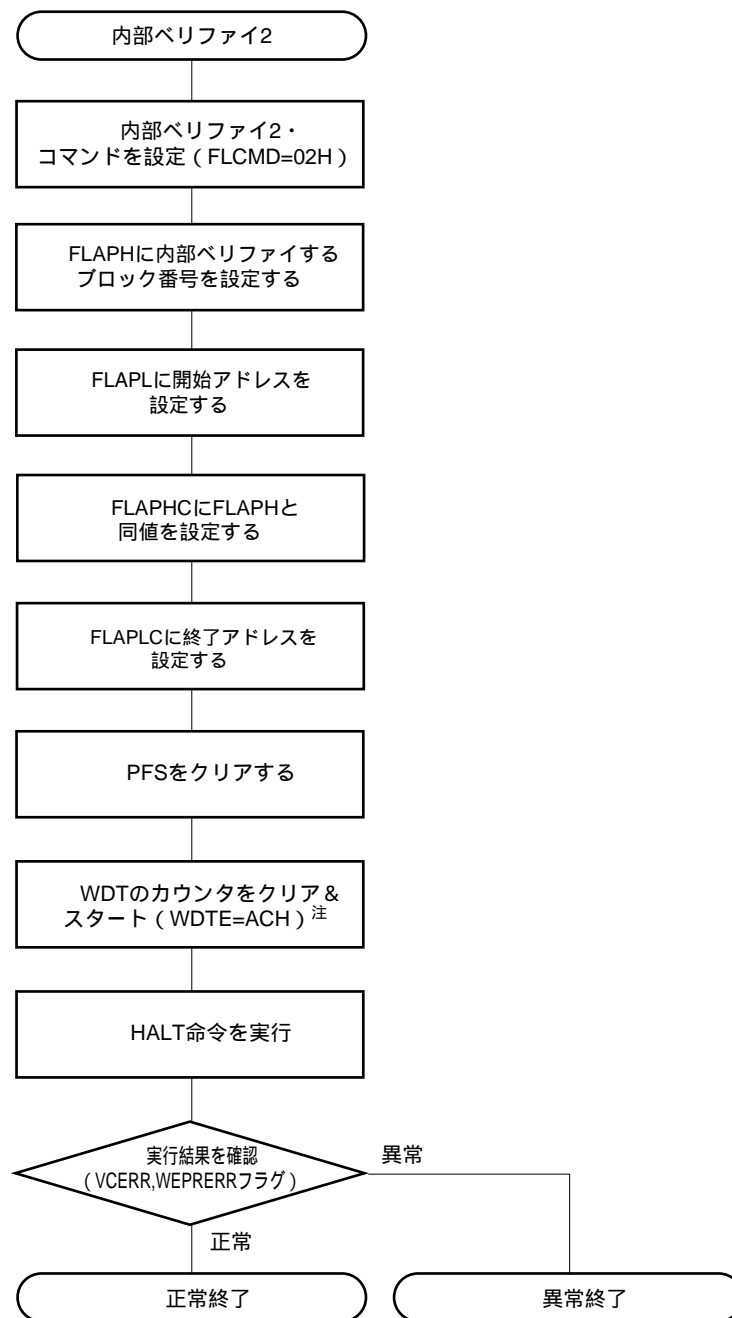 内部ベリファイ2
内部ベリファイ2・
コマンドを設定（FLCMD=02H）
FLAPHに内部ベリファイする
ブロック番号を設定する
FLAPLに開始アドレスを
設定する
FLAPHCにFLAPHと
同値を設定する
FLAPLCに終了アドレスを
設定する
PFSをクリアする
WDTのカウンタをクリア＆
スタート（WDTE=ACH）注
HALT命令を実行
実行結果を確認
（VCERR,WEPRERRフラグ）
異常
正常
正常終了
異常終了